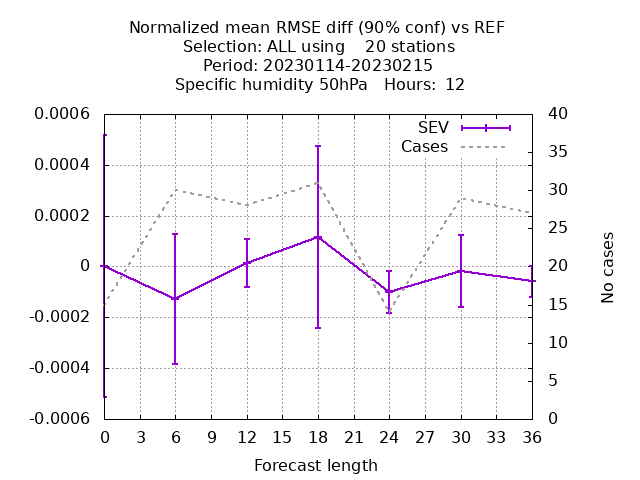 Normalized mean RMSE diff (90% conf) vs REF
Selection: ALL using    20 stations
Period: 20230114-20230215
Specific humidity 50hPa   Hours:  12
SEV
Cases
0.0006
0.0004
0.0002
0
-0.0002
-0.0004
-0.0006
40
35
30
25
20
15
10
5
0
No cases
0 3 6 9 12 15 18 21 24 27 30 33 36
Forecast length